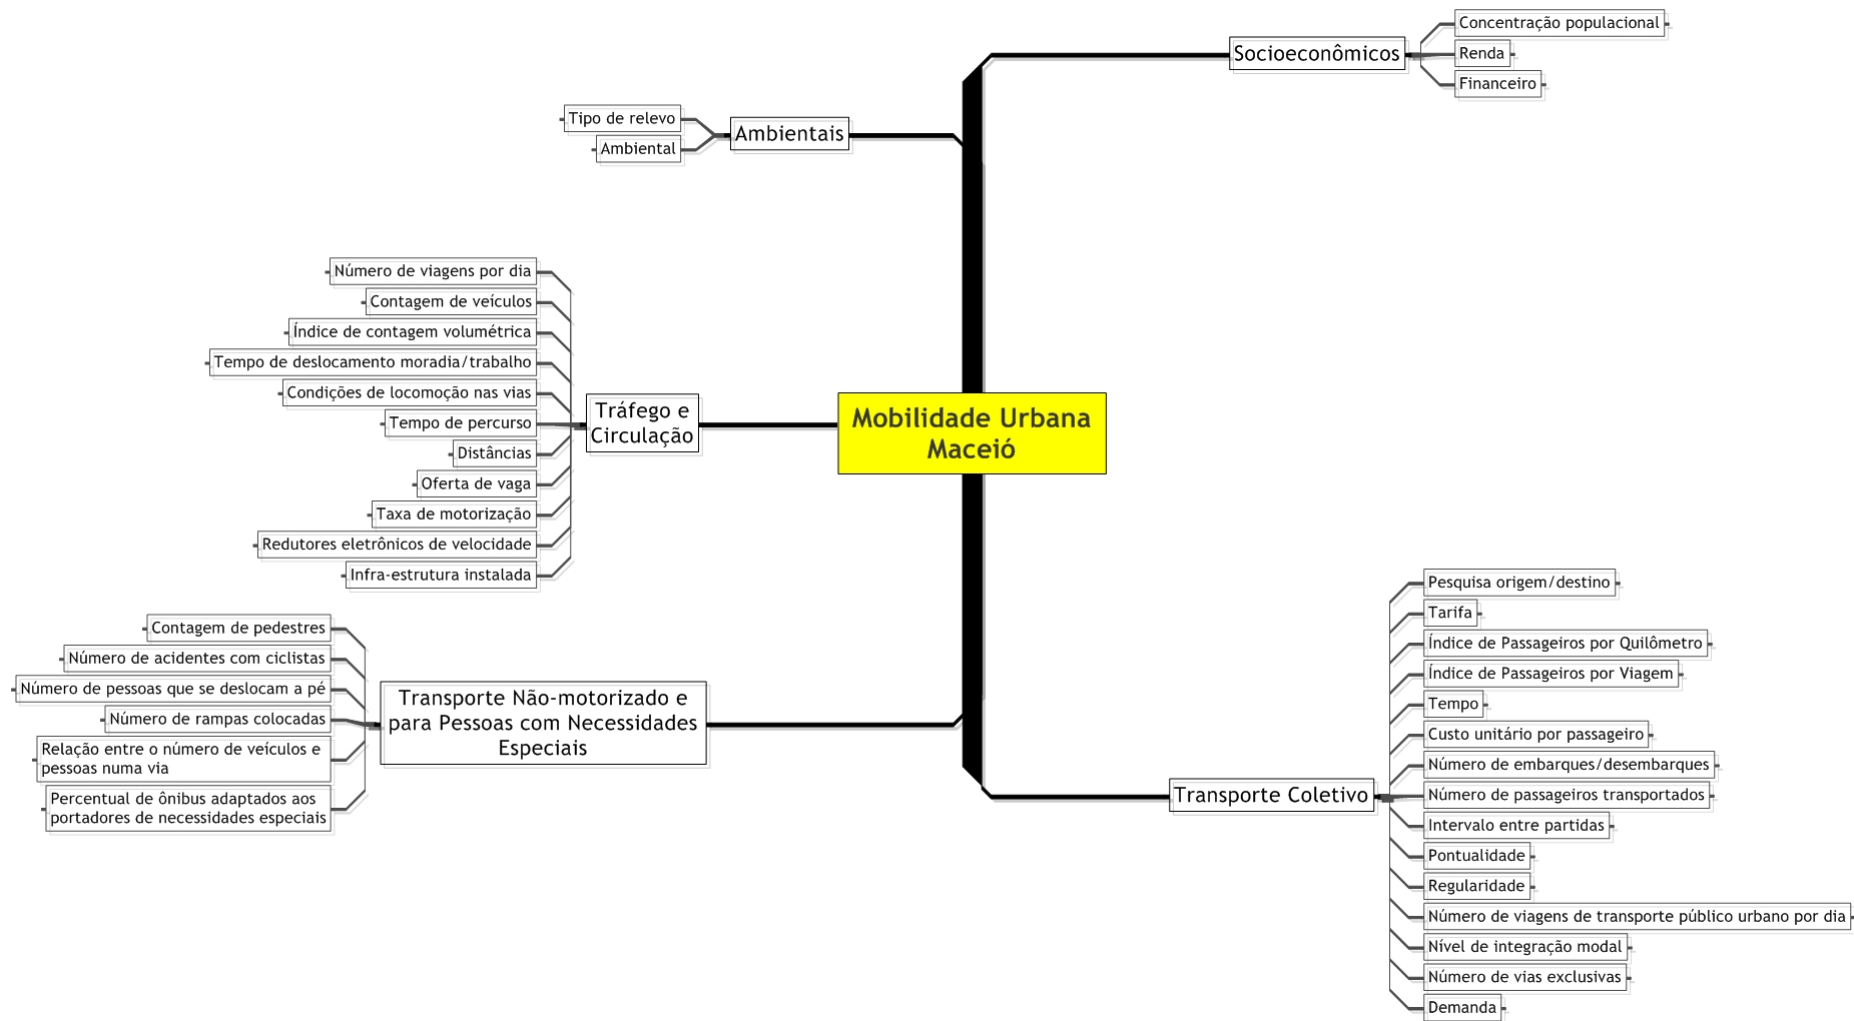 Mobilidade Urbana
Maceió
Socioeconômicos
Concentração populacional
Renda
Financeiro
Ambientais
Tipo de relevo
Ambiental
Tráfego e
Circulação
Número de viagens por dia
Contagem de veículos
Índice de contagem volumétrica
Tempo de deslocamento moradia/trabalho
Condições de locomoção nas vias
Tempo de percurso
Distâncias
Oferta de vaga
Taxa de motorização
Redutores eletrônicos de velocidade
Infra-estrutura instalada
Transporte Não-motorizado e
para Pessoas com Necessidades
Especiais
Contagem de pedestres
Número de acidentes com ciclistas
Número de pessoas que se deslocam a pé
Número de rampas colocadas
Relação entre o número de veículos e
pessoas numa via
Percentual de ônibus adaptados aos
portadores de necessidades especiais
Transporte Coletivo
Pesquisa origem/destino
Tarifa
Índice de Passageiros por Quilômetro
Índice de Passageiros por Viagem
Tempo
Custo unitário por passageiro
Número de embarques/desembarques
Número de passageiros transportados
Intervalo entre partidas
Pontualidade
Regularidade
Número de viagens de transporte público urbano por dia
Nível de integração modal
Número de vias exclusivas
Demanda